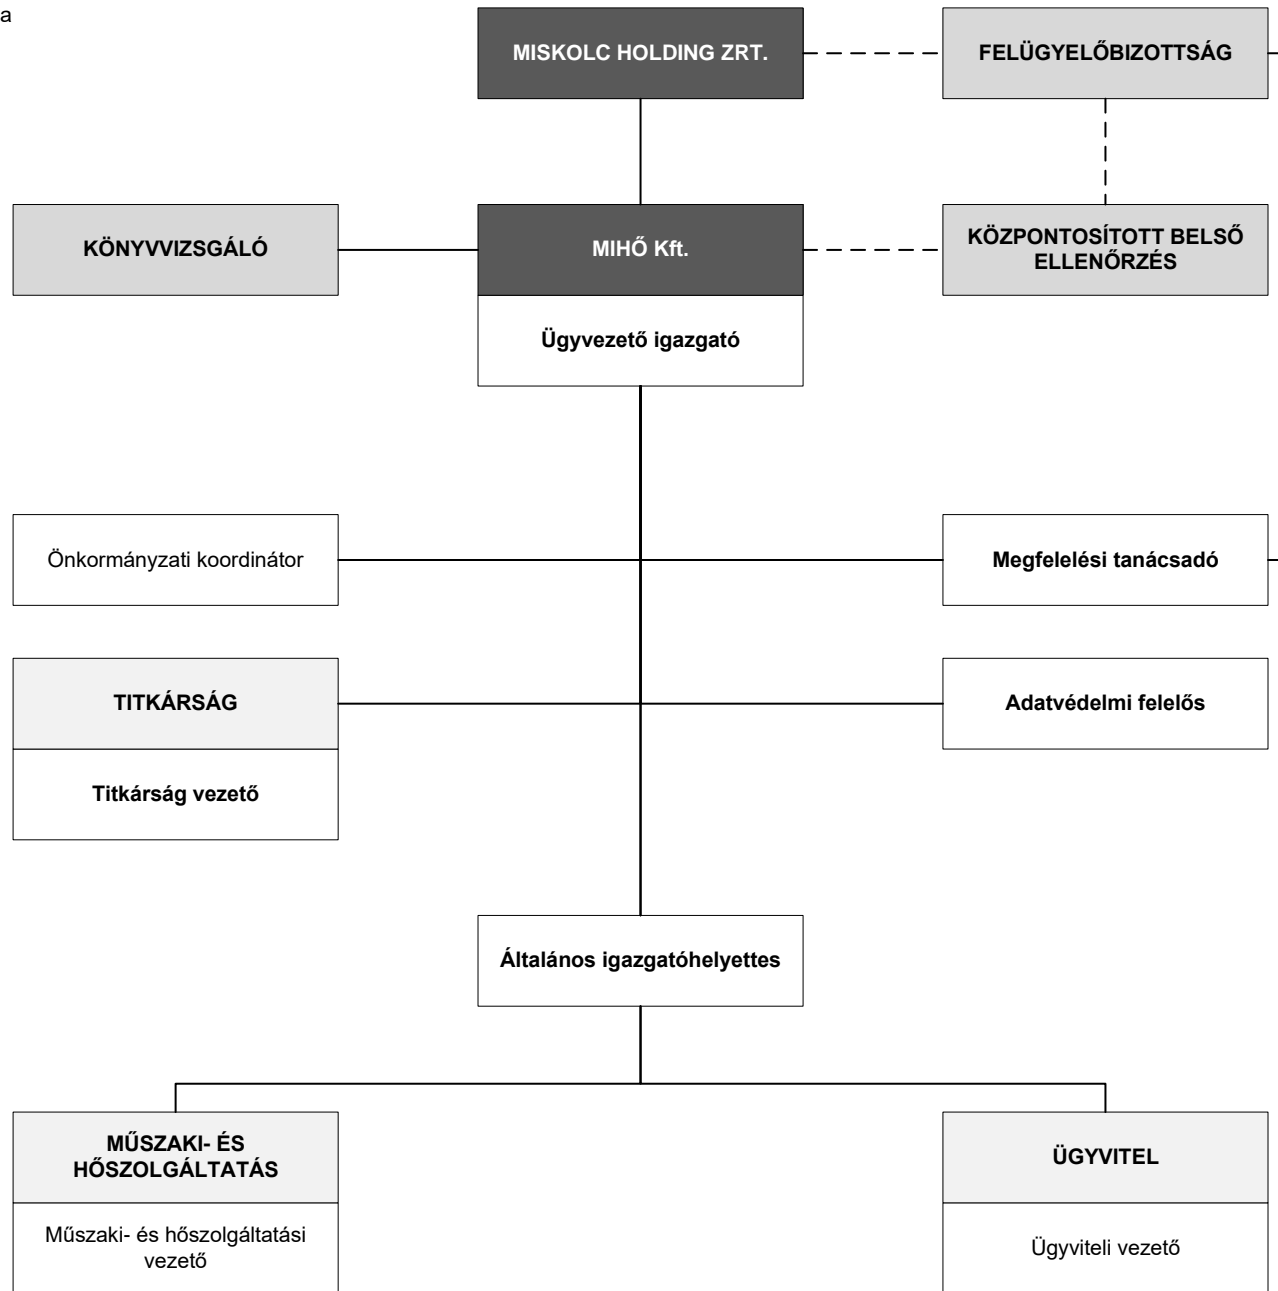 a
MISKOLC HOLDING ZRT.
FELÜGYELŐBIZOTTSÁG
KÖNYVVIZSGÁLÓ
MIHŐ Kft.
KÖZPONTOSÍTOTT BELSŐ
ELLENŐRZÉS
Ügyvezető igazgató
Önkormányzati koordinátor
Megfelelési tanácsadó
TITKÁRSÁG
Adatvédelmi felelős
Titkárság vezető
Általános igazgatóhelyettes
MŰSZAKI- ÉS
HŐSZOLGÁLTATÁS
ÜGYVITEL
Műszaki- és hőszolgáltatási
vezető
Ügyviteli vezető